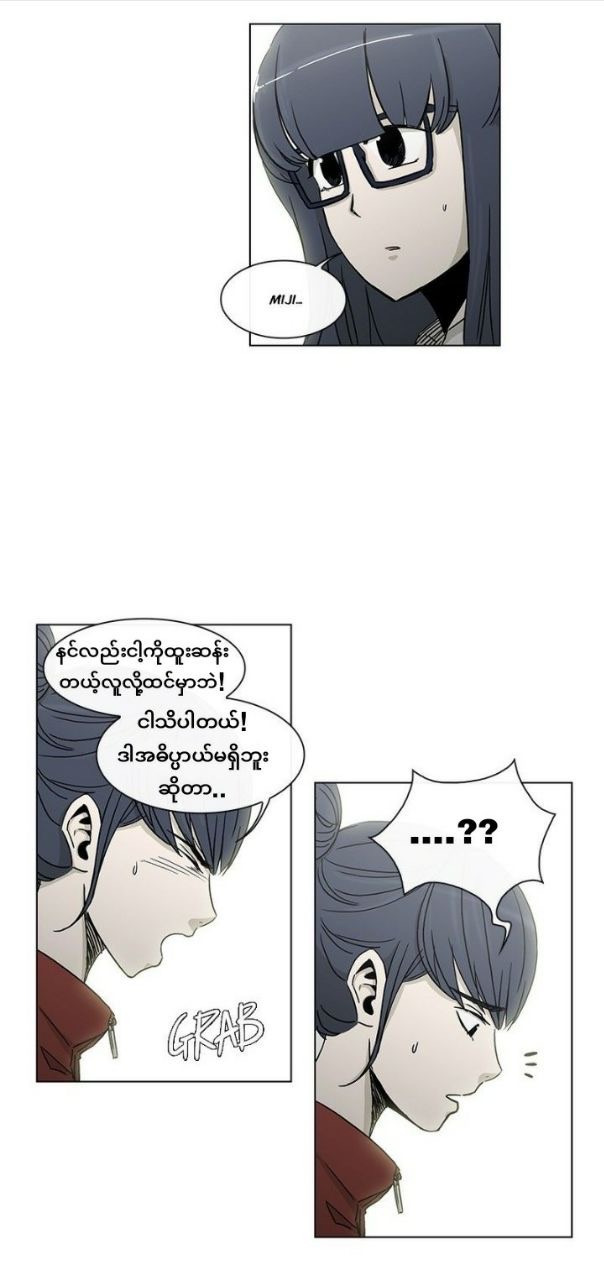 MIJI...
နင်လည်းငါ့ကိုထူးဆန်း
တယ့်လူလို့ထင်မှာဘဲ!
ငါသိပါတယ်!
ဒါအဓိပ္ပာယ်မရှိဘူး
ဆိုတာ..
....??
GRAB